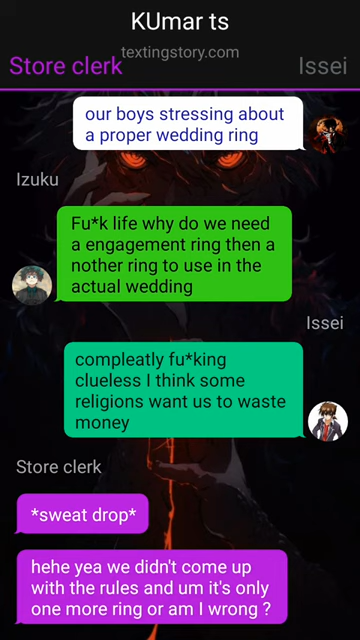 KUmar ts
textingstory.com
Store clerk
Issei
our boys stressing about
a proper wedding ring
Izuku
Fu*k life why do we need
a engagement ring then a
nother ring to use in the
actual wedding
Issei
compleatly fu*king
clueless I think some
religions want us to waste
money
Store clerk
*sweat drop*
hehe yea we didn't come up
with the rules and um it's only
one more ring or am I wrong ?